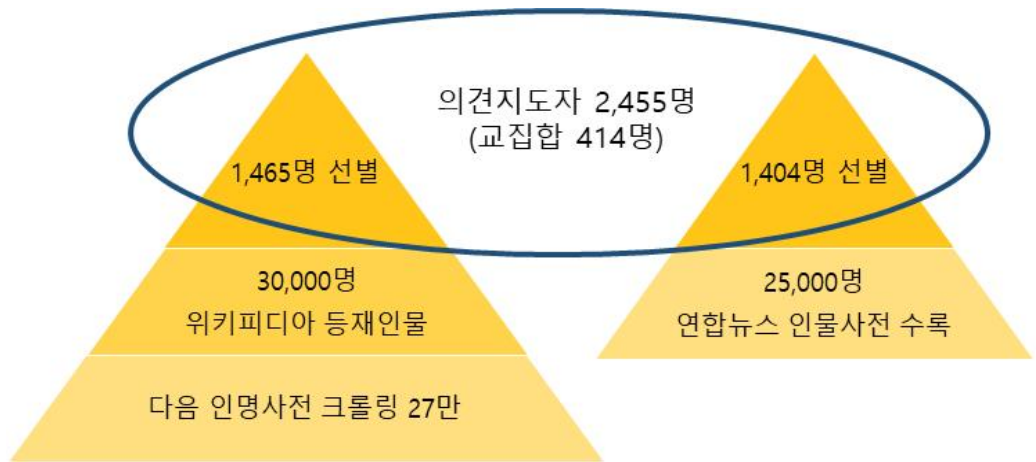 의견지도자 2,455명
(교집합 414명)
1,465명 선별
1,404명 선별
30,000명
위키피디아 등재인물
25,000명
연합뉴스 인물사전 수록
다음 인명사전 크롤링 27만